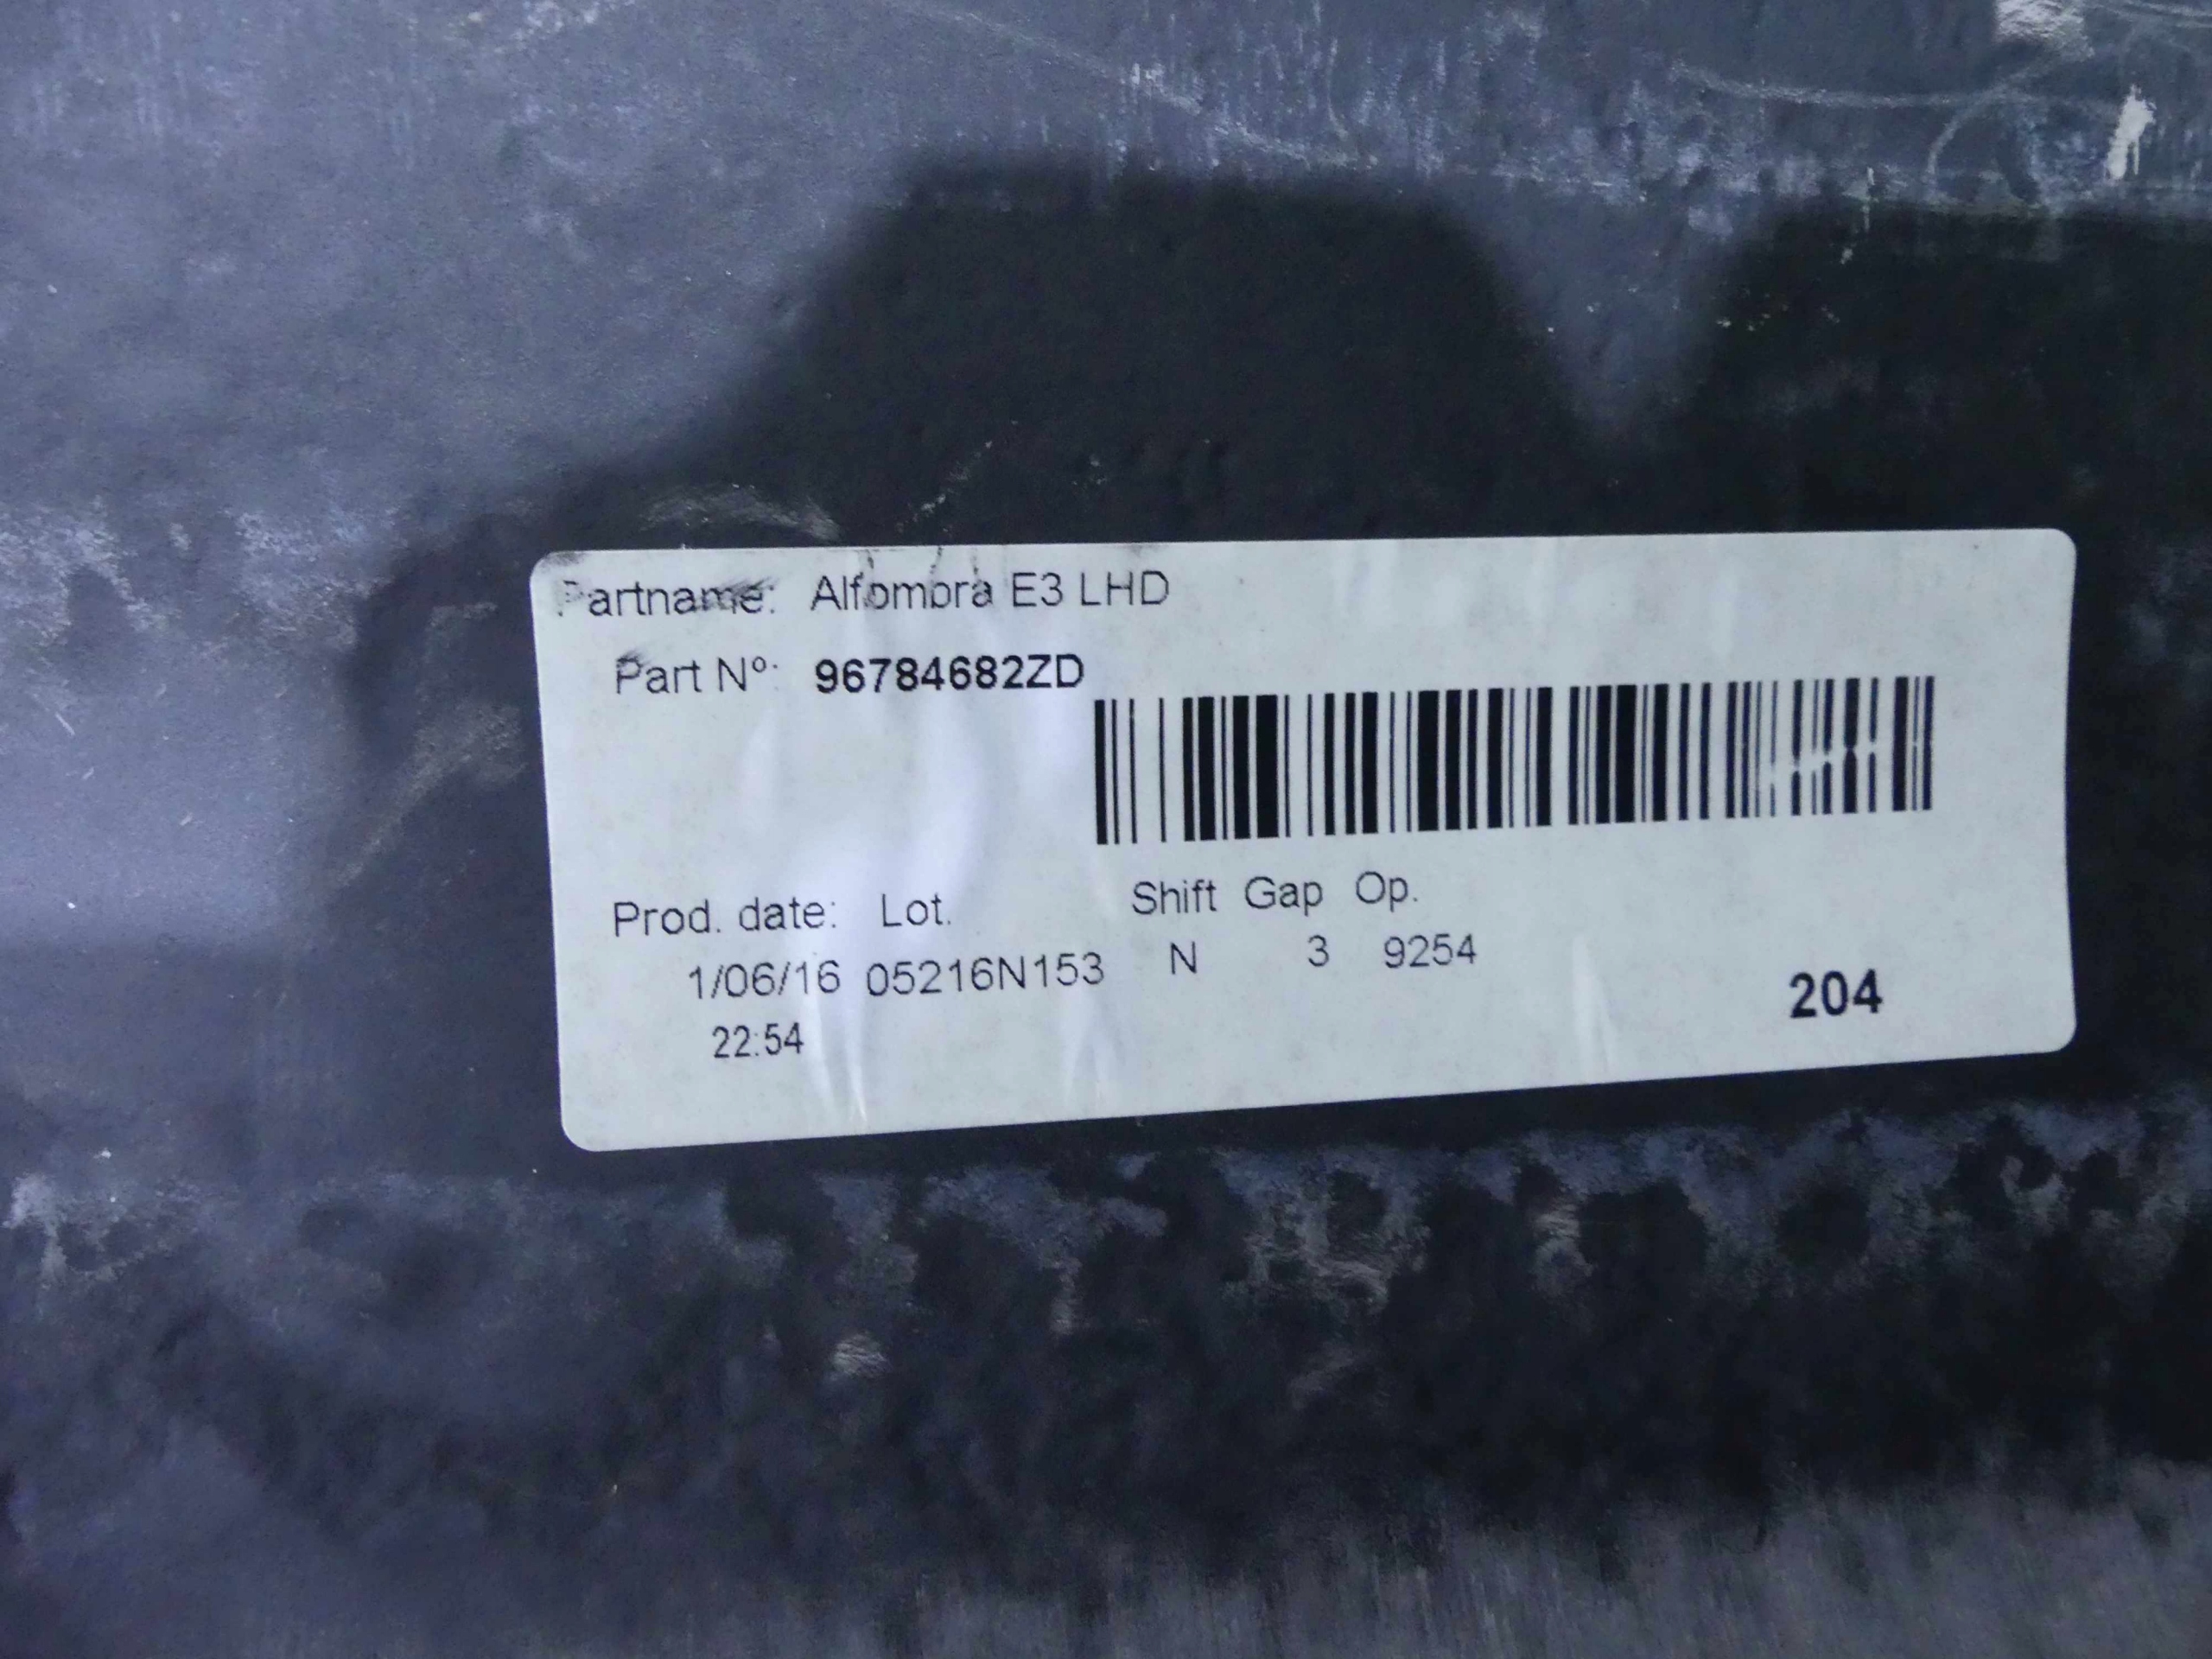 Partname: Alfombra E3 LHD
Part Nº: 96784682ZD
Prod. date: Lot. Shift Gap Op.
1/06/16 05216N153 N 3 9254
22:54
204